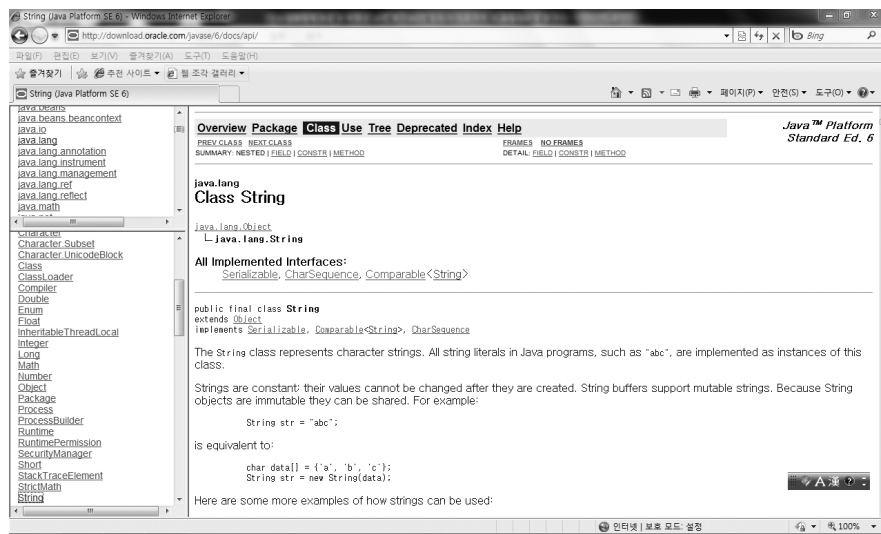 String (Java Platform SE 6) - Windows Internet Explorer
http://download.oracle.com/javase/6/docs/api/
Bing
파일(F) 편집(E) 보기(V) 즐겨찾기(A) 도구(T) 도움말(H)
즐겨찾기 추천 사이트 웹 조각 갤러리
String (Java Platform SE 6)
페이지(P) 안전(S) 도구(O)
java.beans
java.beans.beancontext
java.io
java.lang
java.lang.annotation
java.lang.instrument
java.lang.management
java.lang.ref
java.lang.reflect
java.math
java.net
Character
Character.Subset
Character.UnicodeBlock
Class
ClassLoader
Compiler
Double
Enum
Float
InheritableThreadLocal
Integer
Long
Math
Number
Object
Package
Process
ProcessBuilder
Runtime
RuntimePermission
SecurityManager
Short
StackTraceElement
StrictMath
String
Overview Package Class Use Tree Deprecated Index Help
Java™ Platform
Standard Ed. 6
PREV CLASS NEXT CLASS
FRAMES NO FRAMES
SUMMARY: NESTED | FIELD | CONSTR | METHOD
DETAIL: FIELD | CONSTR | METHOD
java.lang
Class String
java.lang.Object
java.lang.String
All Implemented Interfaces:
Serializable, CharSequence, Comparable<String>
public final class String
extends Object
implements Serializable, Comparable<String>, CharSequence
The String class represents character strings. All string literals in Java programs, such as "abc", are implemented as instances of this
class.
Strings are constant: their values cannot be changed after they are created. String buffers support mutable strings. Because String
objects are immutable they can be shared. For example:
String str = "abc";
is equivalent to:
char data[] = {'a', 'b', 'c'};
String str = new String(data);
Here are some more examples of how strings can be used:
A 漢
인터넷 | 보호 모드: 설정
100%